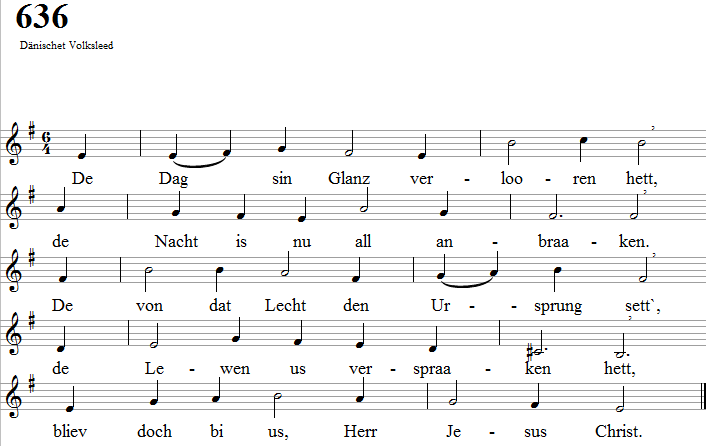 636
Dänischet Volksleed
6
4
De Dag sin Glanz ver - loo - ren hett,
de Nacht is nu all an - braa - ken.
De von dat Lecht den Ur - - sprung sett`,
de Le - wen us ver - spraa - ken hett,
bliev doch bi us, Herr Je - sus Christ.